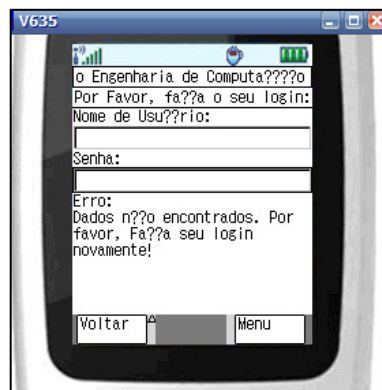 V635
o Engenharia de Computa????o
Por Favor, fa??a o seu login:
Nome de Usu??rio:
Senha:
Erro:
Dados n??o encontrados. Por
favor, Fa??a seu login
novamente!
Voltar
Menu